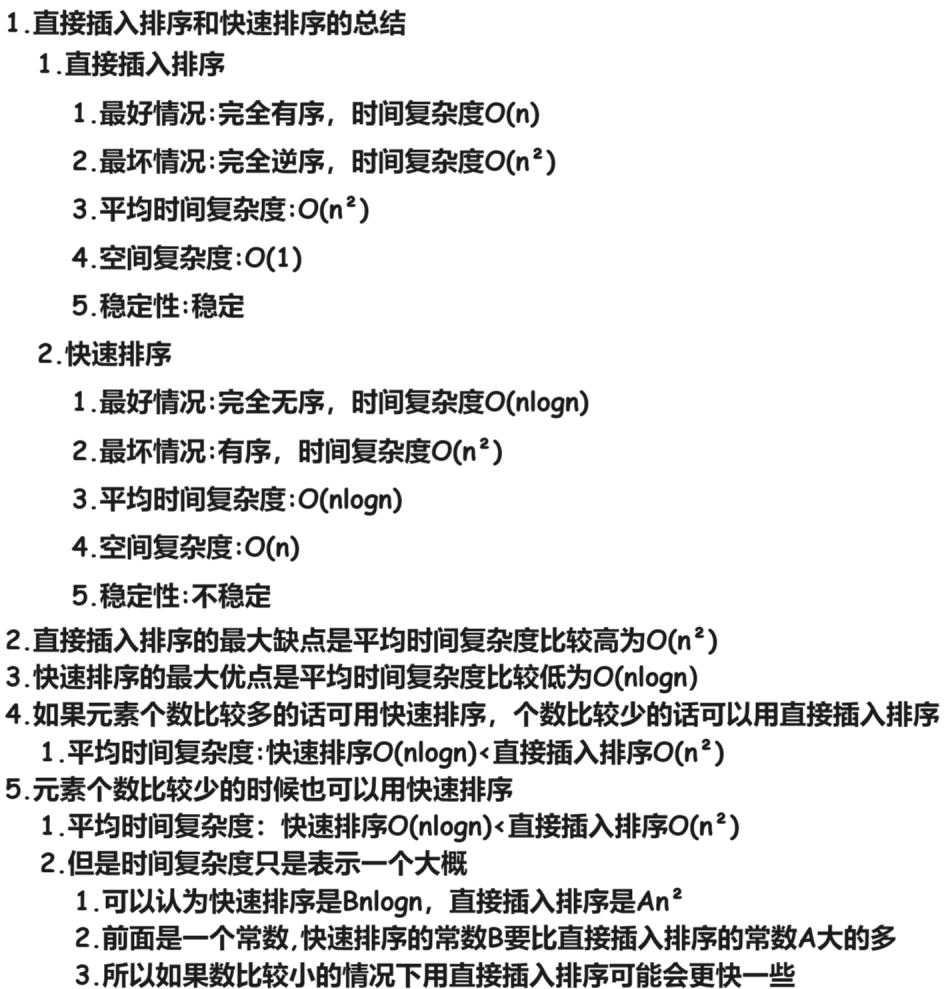 1.直接插入排序和快速排序的总结
1.直接插入排序
1.最好情况:完全有序，时间复杂度O(n)
2.最坏情况:完全逆序，时间复杂度O(n²)
3.平均时间复杂度:O(n²)
4.空间复杂度:O(1)
5.稳定性:稳定
2.快速排序
1.最好情况:完全无序，时间复杂度O(nlogn)
2.最坏情况:有序，时间复杂度O(n²)
3.平均时间复杂度:O(nlogn)
4.空间复杂度:O(n)
5.稳定性:不稳定
2.直接插入排序的最大缺点是平均时间复杂度比较高为O(n²)
3.快速排序的最大优点是平均时间复杂度比较低为O(nlogn)
4.如果元素个数比较多的话可用快速排序，个数比较少的话可以用直接插入排序
1.平均时间复杂度:快速排序O(nlogn)<直接插入排序O(n²)
5.元素个数比较少的时候也可以用快速排序
1.平均时间复杂度：快速排序O(nlogn)<直接插入排序O(n²)
2.但是时间复杂度只是表示一个大概
1.可以认为快速排序是Bnlogn，直接插入排序是An²
2.前面是一个常数,快速排序的常数B要比直接插入排序的常数A大的多
3.所以如果数比较小的情况下用直接插入排序可能会更快一些